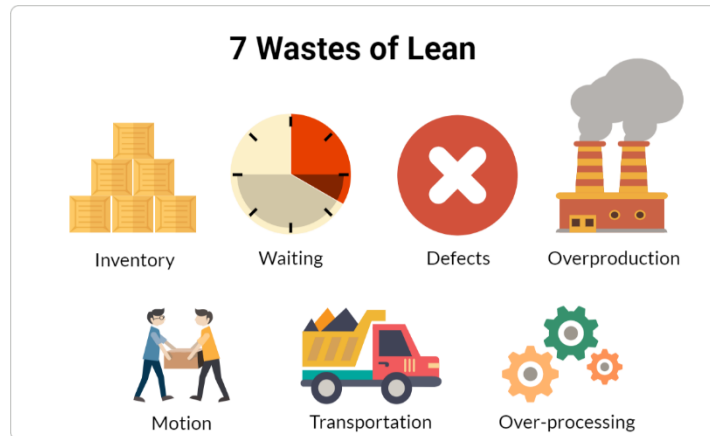 7 Wastes of Lean
Inventory
Waiting
Defects
Overproduction
Motion
Transportation
Over-processing